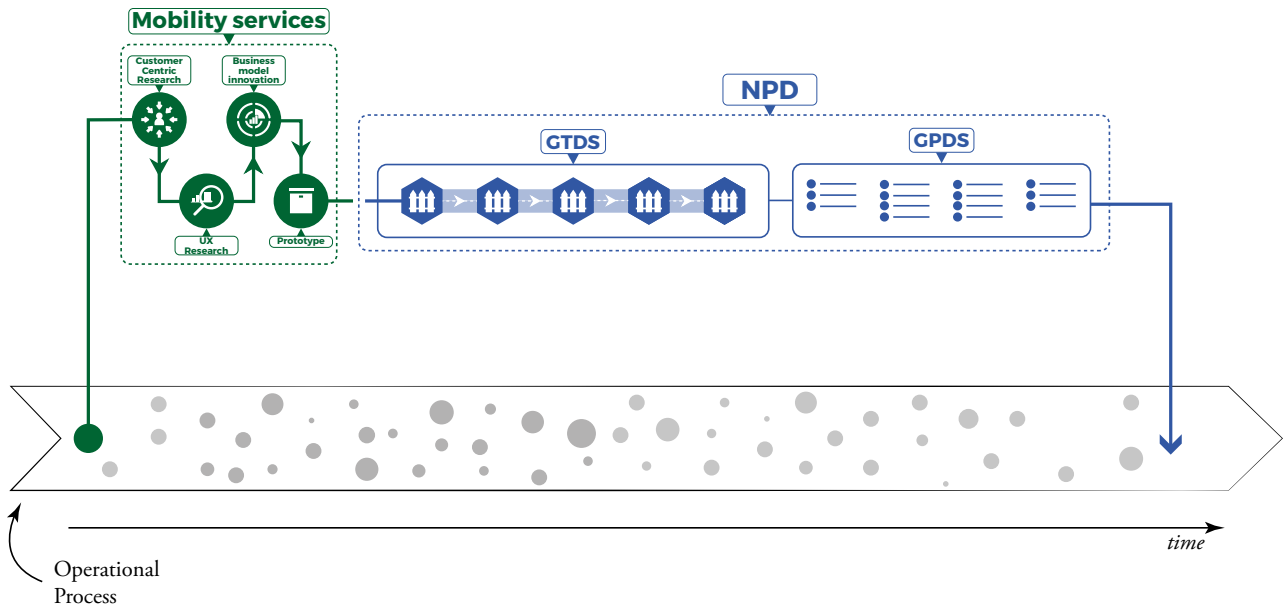 Mobility services
Customer
Centric
Research
Business
model
innovation
UX
Research
Prototype
NPD
GTDS
GPDS
time
Operational
Process